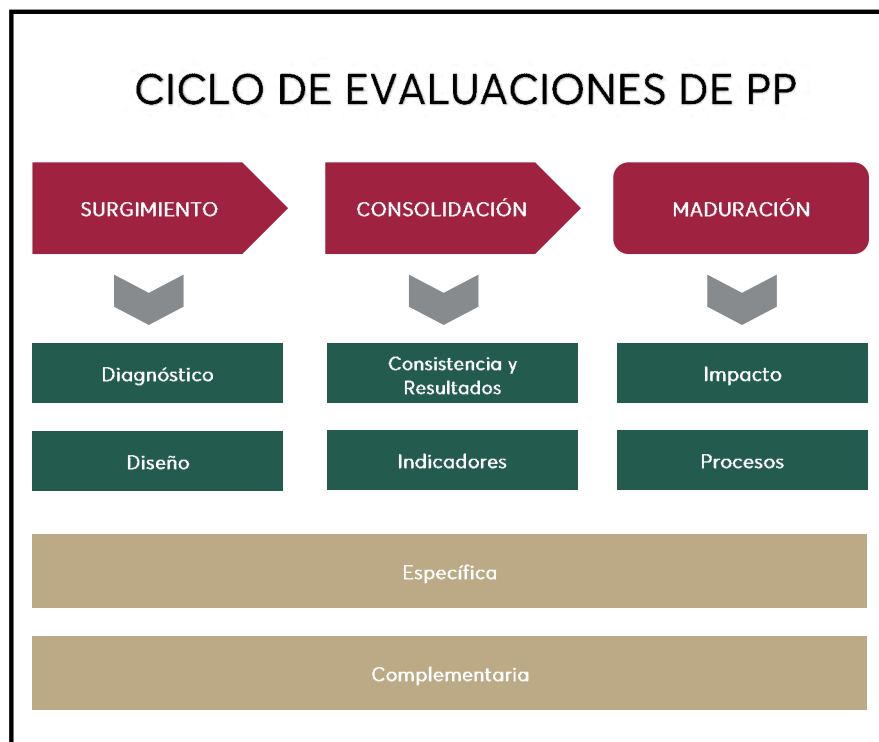 CICLO DE EVALUACIONES DE PP
SURGIMIENTO
CONSOLIDACIÓN
MADURACIÓN
Diagnóstico
Consistencia y
Resultados
Impacto
Diseño
Indicadores
Procesos
Específica
Complementaria